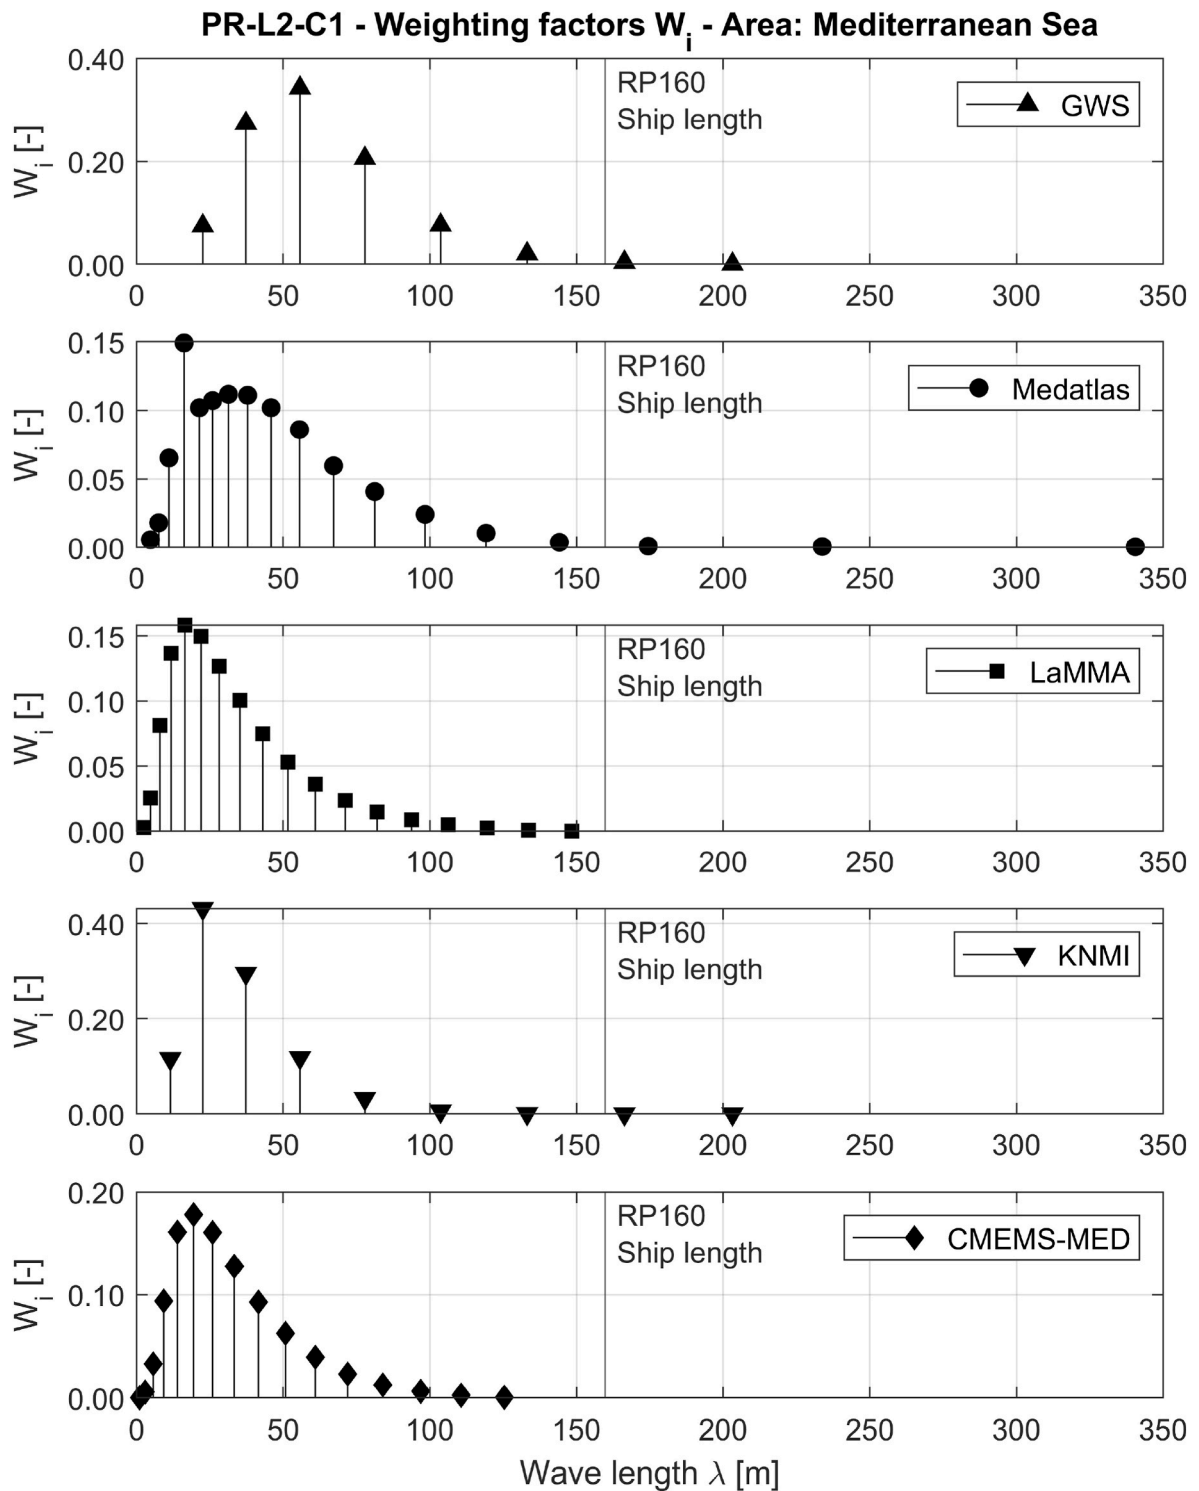 PR-L2-C1 - Weighting factors Wi - Area: Mediterranean Sea
Wi [-]
0.40
0.20
0.00
RP160
Ship length
GWS
0 50 100 150 200 250 300 350
Wi [-]
0.15
0.10
0.05
0.00
RP160
Ship length
Medatlas
0 50 100 150 200 250 300 350
Wi [-]
0.15
0.10
0.05
0.00
RP160
Ship length
LaMMA
0 50 100 150 200 250 300 350
Wi [-]
0.40
0.20
0.00
RP160
Ship length
KNMI
0 50 100 150 200 250 300 350
Wi [-]
0.20
0.10
0.00
RP160
Ship length
CMEMS-MED
0 50 100 150 200 250 300 350
Wave length λ [m]